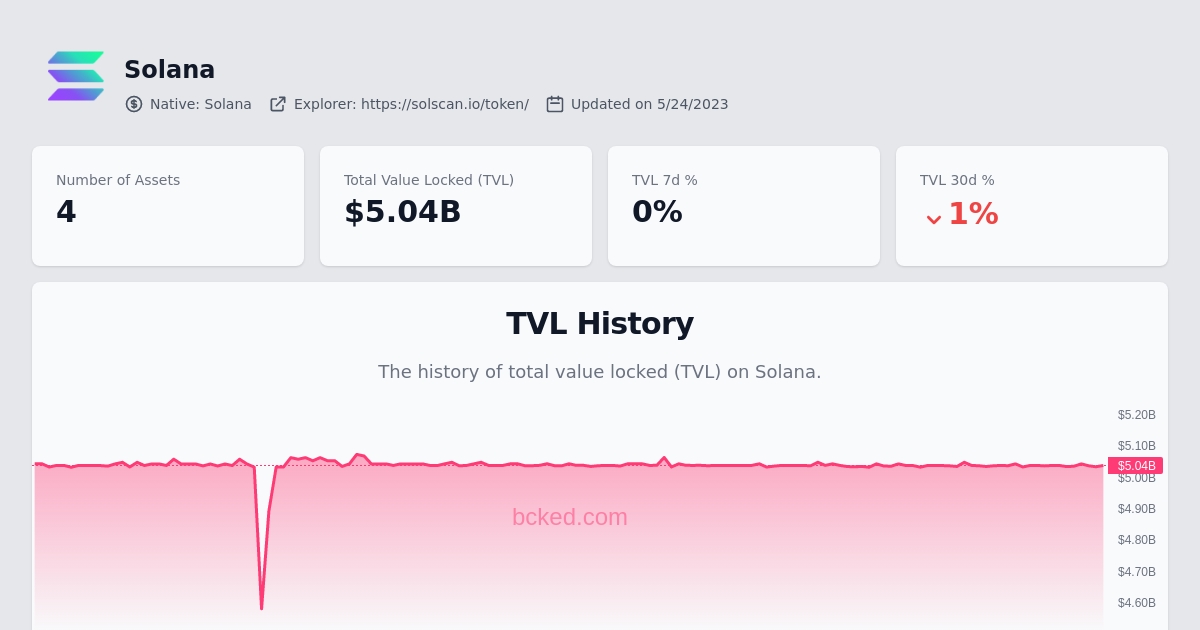 Solana
Native: Solana Explorer: https://solscan.io/token/ Updated on 5/24/2023
Number of Assets
4
Total Value Locked (TVL)
$5.04B
TVL 7d %
0%
TVL 30d %
1%
TVL History
The history of total value locked (TVL) on Solana.
$5.20B
$5.10B
$5.04B
$5.00B
$4.90B
bcked.com
$4.80B
$4.70B
$4.60B